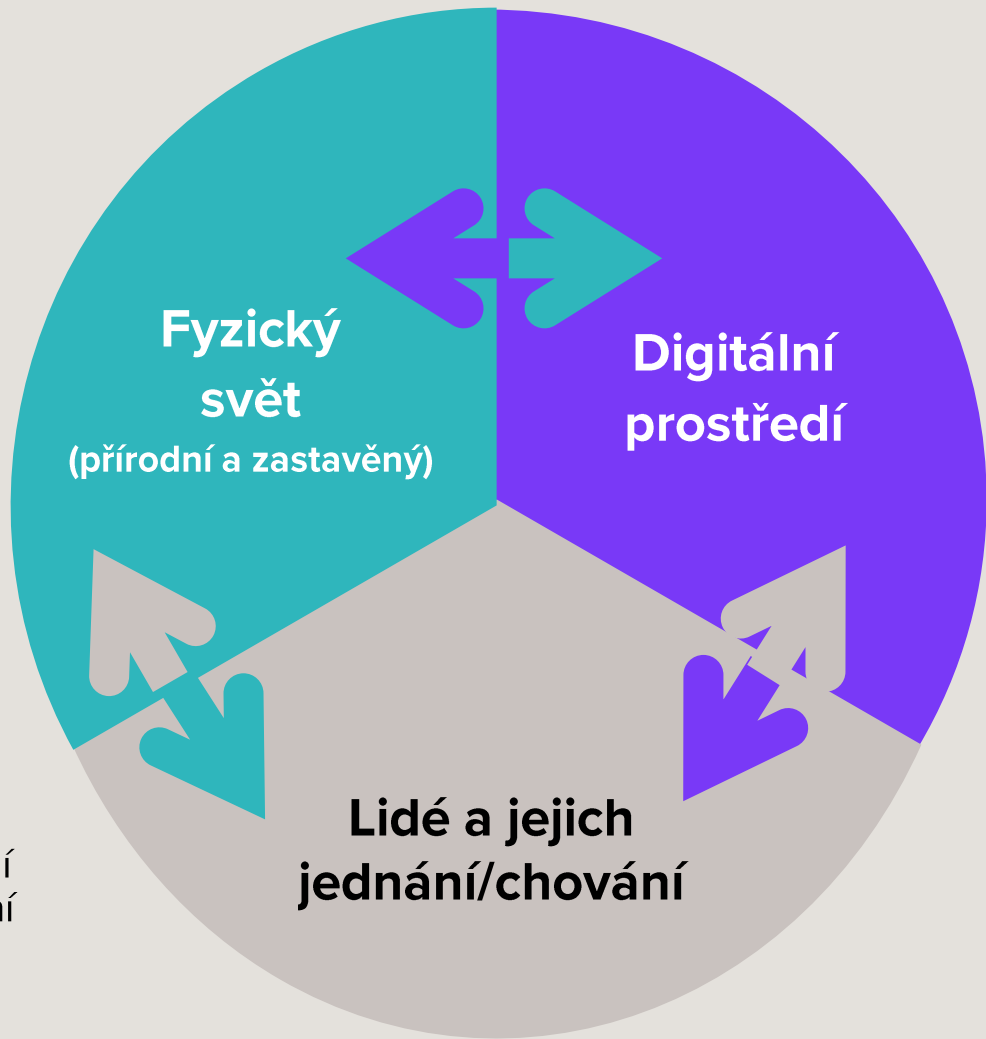 Fyzický
svět
(přírodní a zastavěný)
Digitální
prostředí
Lidé a jejich
jednání/chování